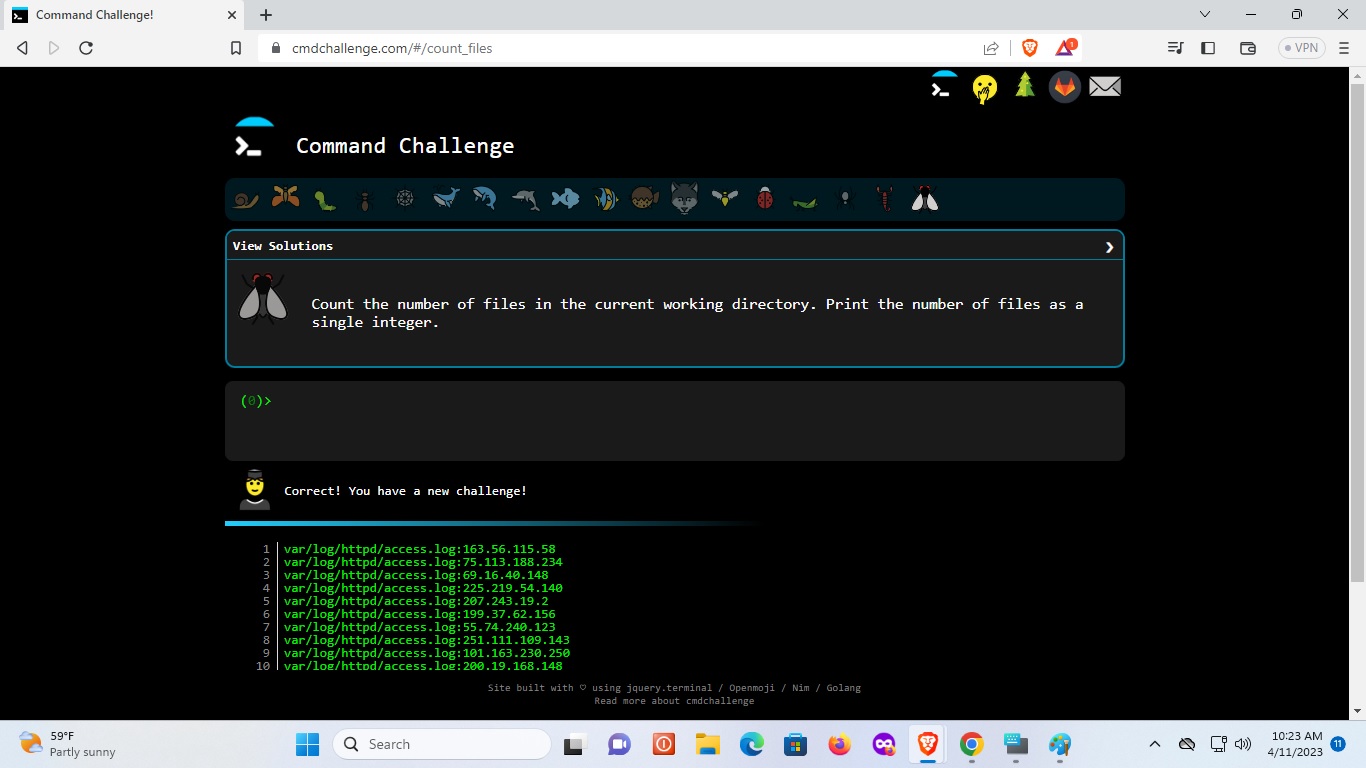 Command Challenge!
cmdchallenge.com/#/count_files
1
VPN
Command Challenge
View Solutions
Count the number of files in the current working directory. Print the number of files as a
single integer.
(0)>
Correct! You have a new challenge!
1 var/log/httpd/access.log:163.56.115.58
2 var/log/httpd/access.log:75.113.188.234
3 var/log/httpd/access.log:69.16.40.148
4 var/log/httpd/access.log:225.219.54.140
5 var/log/httpd/access.log:207.243.19.2
6 var/log/httpd/access.log:199.37.62.156
7 var/log/httpd/access.log:55.74.240.123
8 var/log/httpd/access.log:251.111.109.143
9 var/log/httpd/access.log:101.163.230.250
10 var/log/httpd/access.log:200.19.168.148
Site built with ♡ using jquery.terminal / Openmoji / Nim / Golang
Read more about cmdchallenge
59°F
Partly sunny
Search
10:23 AM
4/11/2023
11